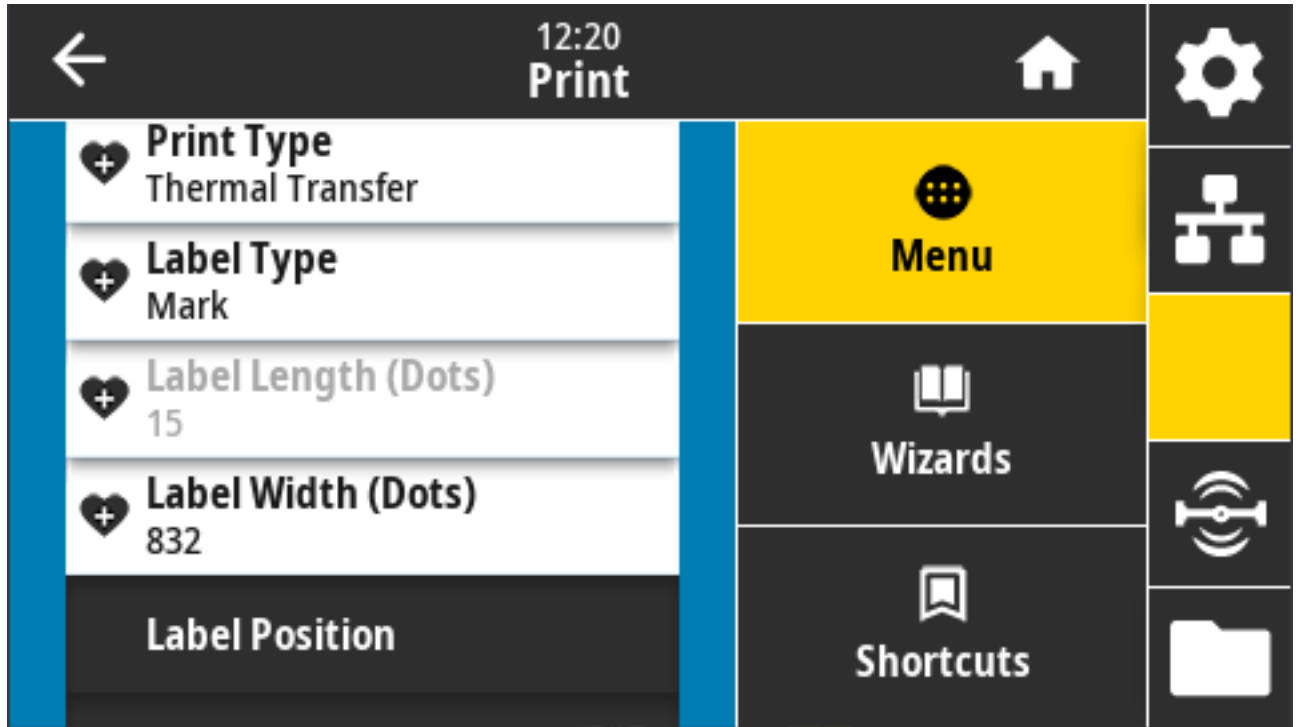 12:20
Print
Print Type
Thermal Transfer
Label Type
Mark
Label Length (Dots)
15
Label Width (Dots)
832
Label Position
Menu
Wizards
Shortcuts